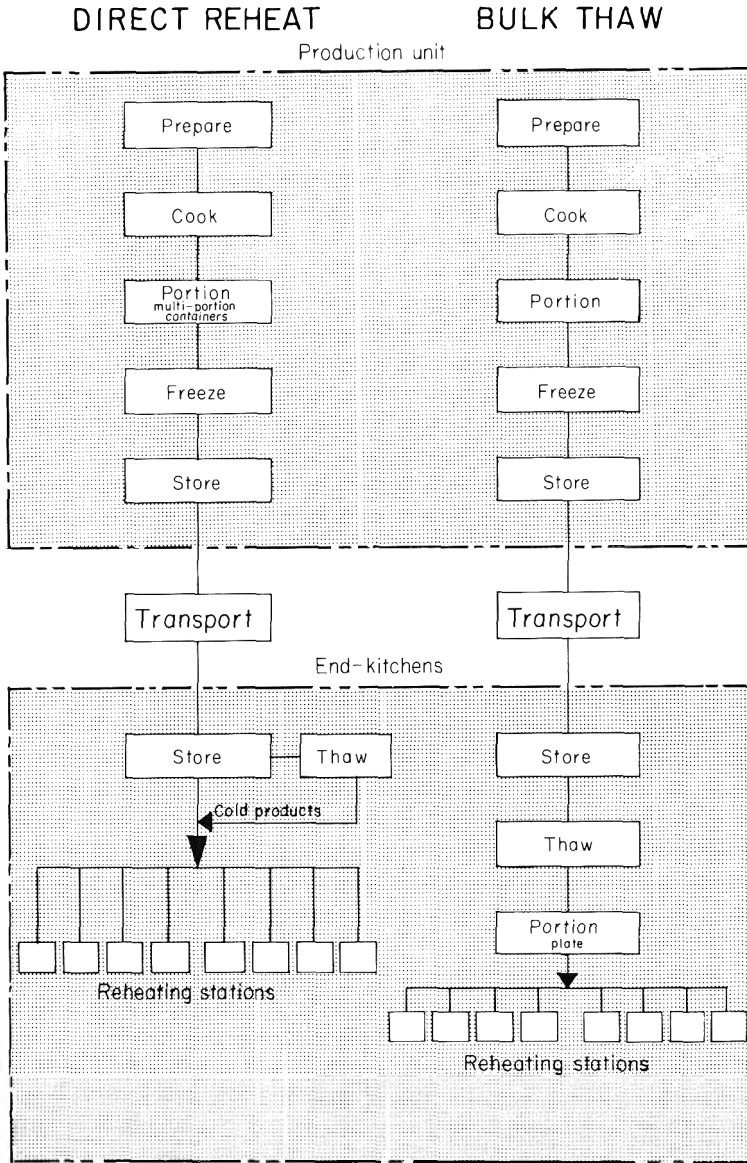 DIRECT REHEAT
BULK THAW
Production unit
Prepare
Cook
Portion
multi-portion
containers
Freeze
Store
Prepare
Cook
Portion
Freeze
Store
Transport
Transport
End-kitchens
Store
Thaw
Cold products
Reheating stations
Store
Thaw
Portion
plate
Reheating stations